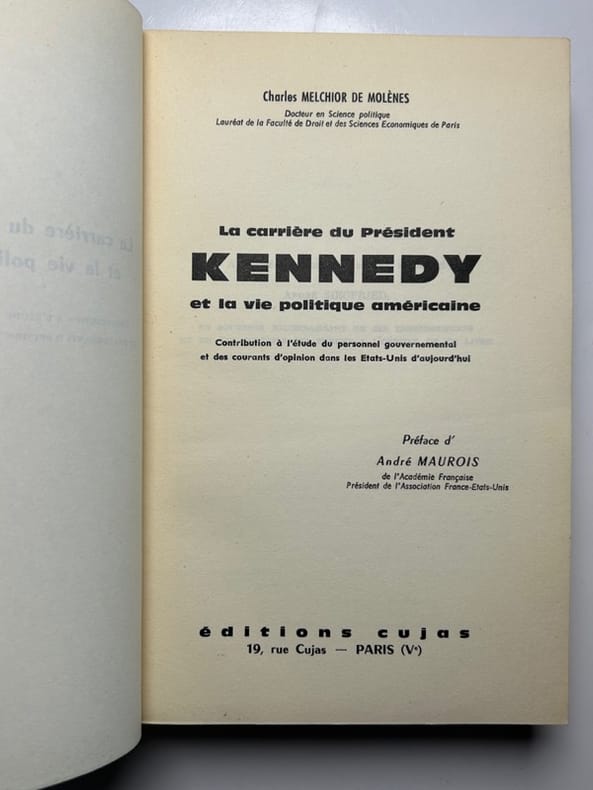 Charles MELCHIOR DE MOLÈNES
Docteur en Science politique
Lauréat de la Faculté de Droit et des Sciences Economiques de Paris
La carrière du Président
KENNEDY
et la vie politique américaine
Contribution à l'étude du personnel gouvernemental
et des courants d'opinion dans les Etats-Unis d'aujourd'hui
Préface d'
André MAUROIS
de l'Académie Française
Président de l'Association France-Etats-Unis
éditions cujas
19, rue Cujas — PARIS (Vᵉ)